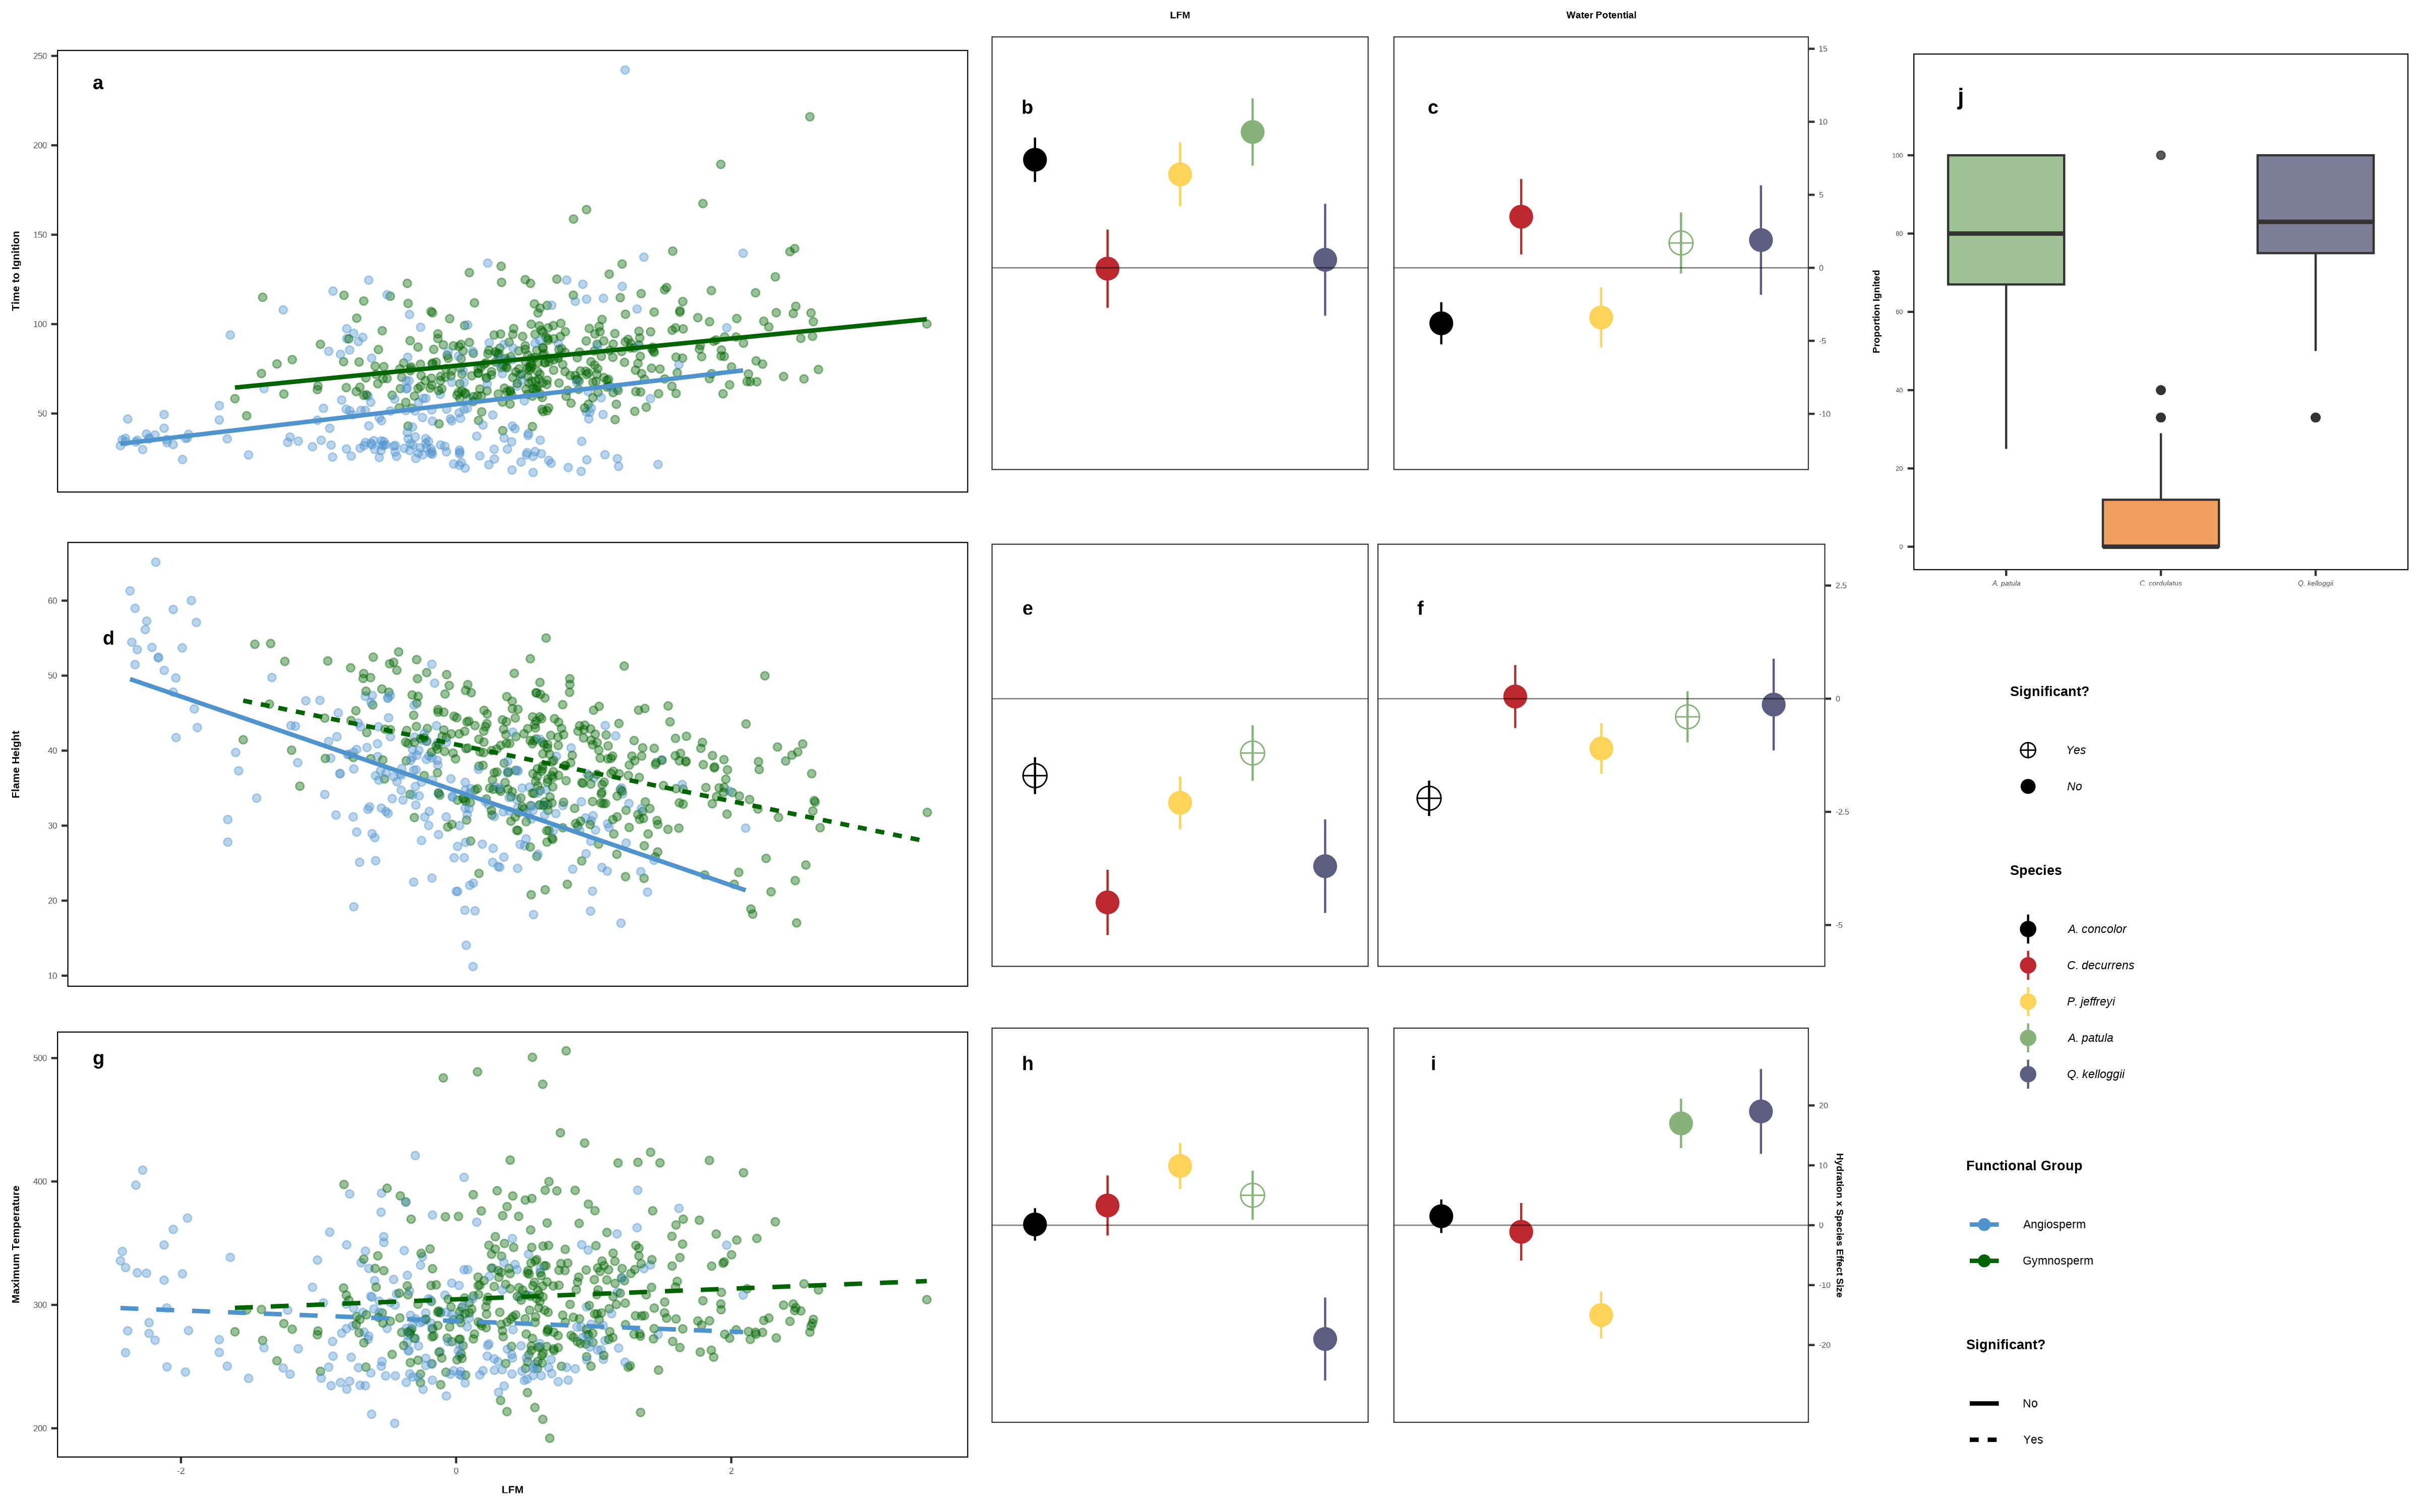 LFM
Water Potential
a
250
200
150
100
50
Time to Ignition
b
c
15
10
5
0
-5
-10
j
100
80
60
40
20
0
Proportion Ignited
A. patula
C. cordulatus
Q. kelloggii
d
60
50
40
30
20
10
Flame Height
e
f
2.5
0
-2.5
-5
g
500
400
300
200
Maximum Temperature
-2
0
2
LFM
h
i
20
10
0
-10
-20
Hydration x Species Effect Size
Significant?
Yes
No
Species
A. concolor
C. decurrens
P. jeffreyi
A. patula
Q. kelloggii
Functional Group
Angiosperm
Gymnosperm
Significant?
No
Yes